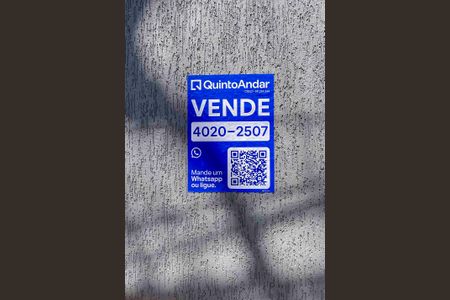 QuintoAndar
VENDE
4020-2507
Mande um
Whatsapp
ou ligue.